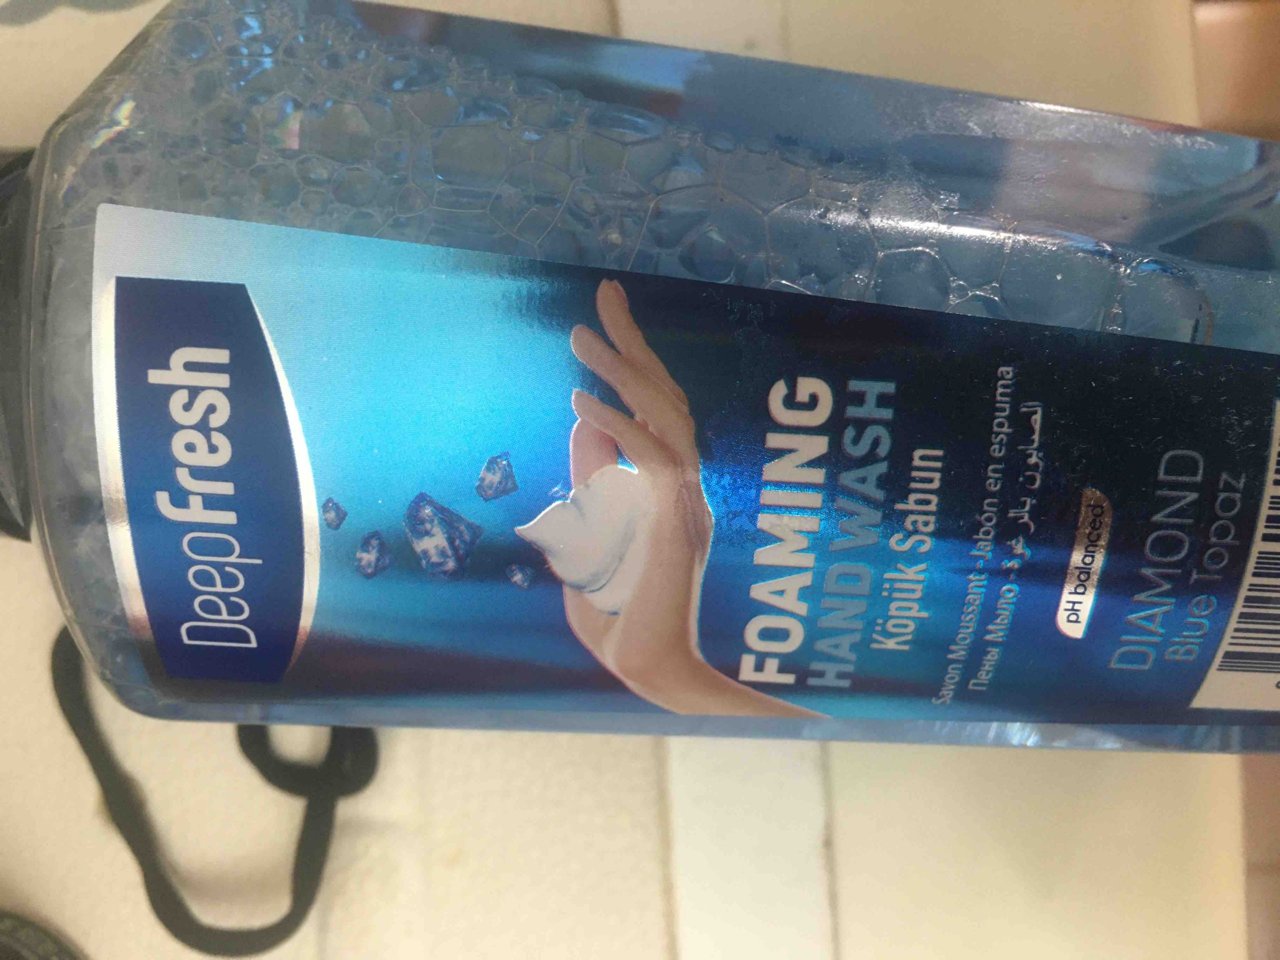 Deepfresh
FOAMING
HAND WASH
Köpük Sabun
Savon Moussant - Jabón en espuma
Пены Мыло - الصابون بالرغوة
pH balanced
DIAMOND
Blue Topaz